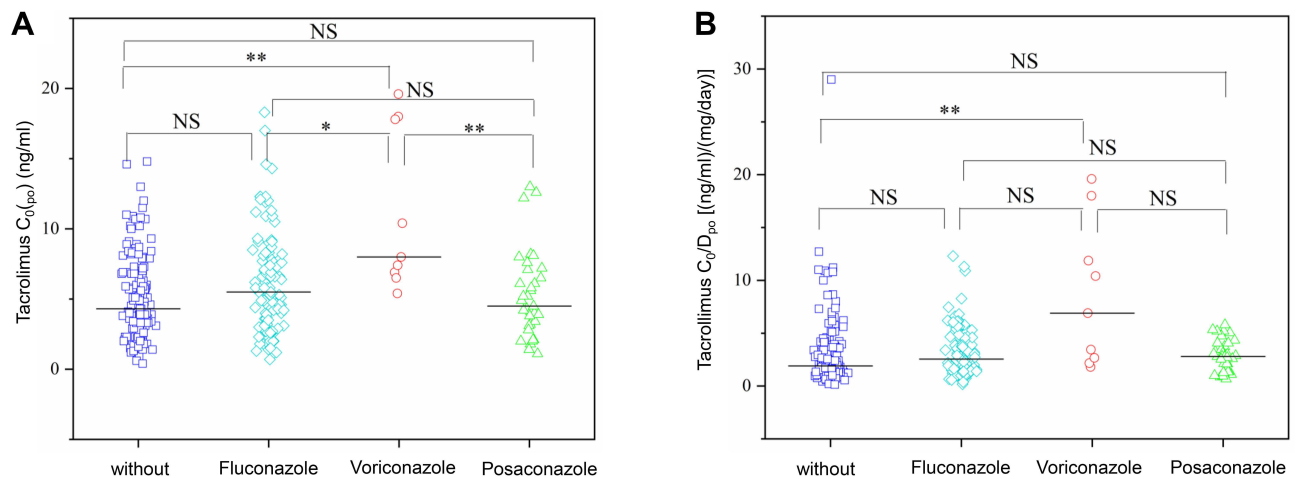 A
Tacrolimus C0(po) (ng/ml)
20
10
0
NS
**
NS
NS
*
**
without
Fluconazole
Voriconazole
Posaconazole
B
Tacrollimus C0/Dpo [(ng/ml)/(mg/day)]
30
20
10
0
NS
**
NS
NS
NS
NS
without
Fluconazole
Voriconazole
Posaconazole